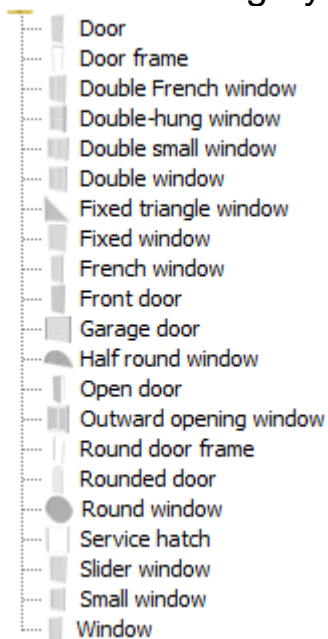 Door
Door frame
Double French window
Double-hung window
Double small window
Double window
Fixed triangle window
Fixed window
French window
Front door
Garage door
Half round window
Open door
Outward opening window
Round door frame
Rounded door
Round window
Service hatch
Slider window
Small window
Window